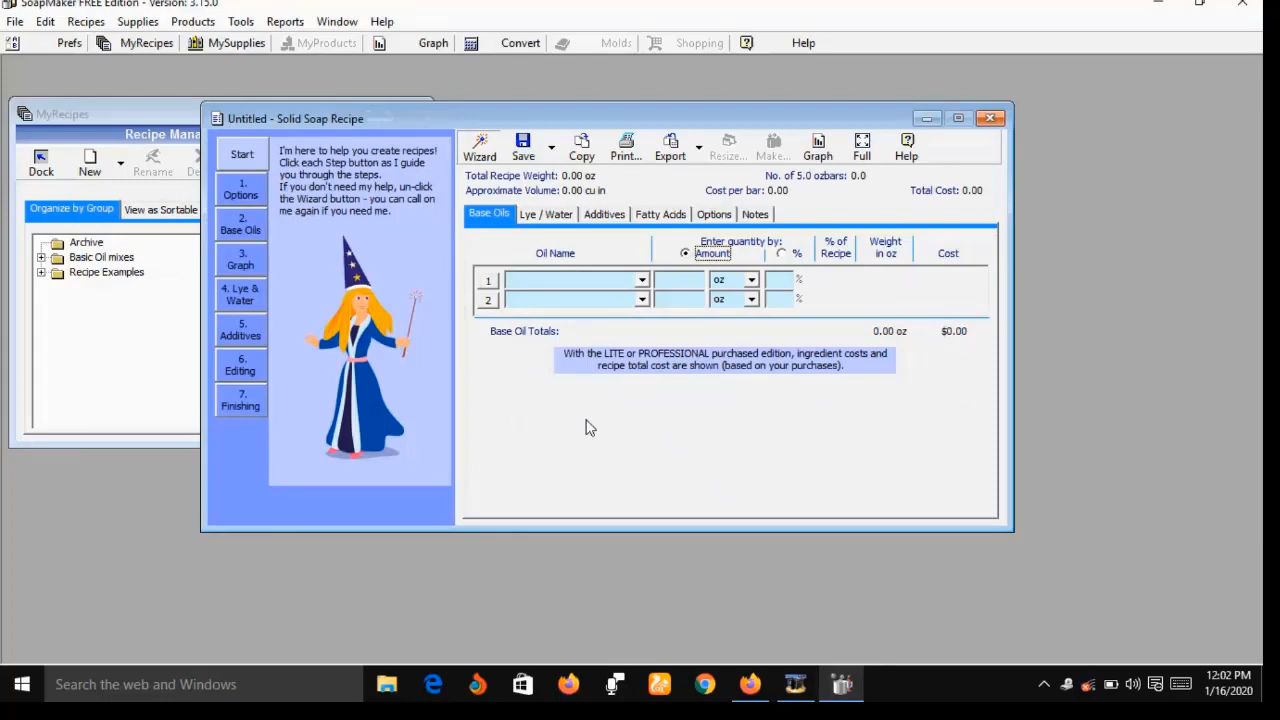 SoapMaker FREE Edition - Version: 3.15.0
File Edit Recipes Supplies Products Tools Reports Window Help
Prefs MyRecipes MySupplies MyProducts Graph Convert Molds Shopping Help
MyRecipes
Recipe Mana
Dock New Rename De
Organize by Group View as Sortable
Archive
Basic Oil mixes
Recipe Examples
Untitled - Solid Soap Recipe
Start
1. Options
2. Base Oils
3. Graph
4. Lye & Water
5. Additives
6. Editing
7. Finishing
I'm here to help you create recipes!
Click each Step button as I guide
you through the steps.
If you don't need my help, un-click
the Wizard button - you can call on
me again if you need me.
Wizard Save Copy Print... Export Resize... Make... Graph Full Help
Total Recipe Weight: 0.00 oz No. of 5.0 ozbars: 0.0
Approximate Volume: 0.00 cu in Cost per bar: 0.00 Total Cost: 0.00
Base Oils Lye / Water Additives Fatty Acids Options Notes
Oil Name
Enter quantity by:
Amount %
% of Recipe
Weight in oz
Cost
1 oz %
2 oz %
Base Oil Totals: 0.00 oz $0.00
With the LITE or PROFESSIONAL purchased edition, ingredient costs and
recipe total cost are shown (based on your purchases).
Search the web and Windows
12:02 PM
1/16/2020